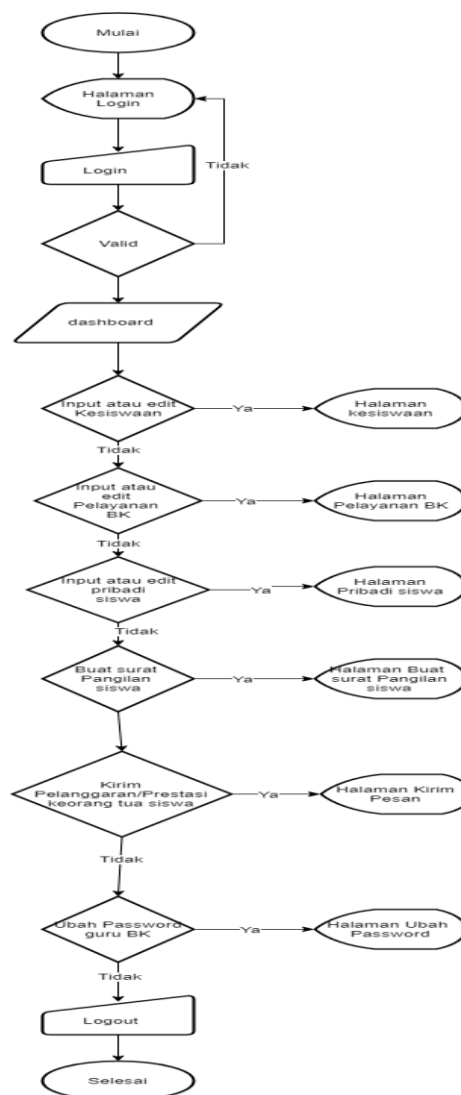 Mulai
Halaman
Login
Tidak
Login
Valid
dashboard
Input atau edit
Kesiswaan
Ya
Halaman
kesiswaan
Tidak
Input atau
edit
Pelayanan
BK
Ya
Halaman
Pelayanan BK
Tidak
Input atau edit
pribadi
siswa
Ya
Halaman
Pribadi siswa
Tidak
Buat surat
Pangilan
siswa
Ya
Halaman Buat
surat Pangilan
siswa
Kirim
Pelanggaran/Prestasi
keorang tua siswa
Ya
Halaman Kirim
Pesan
Tidak
Ubah Password
guru BK
Ya
Halaman Ubah
Password
Tidak
Logout
Selesai